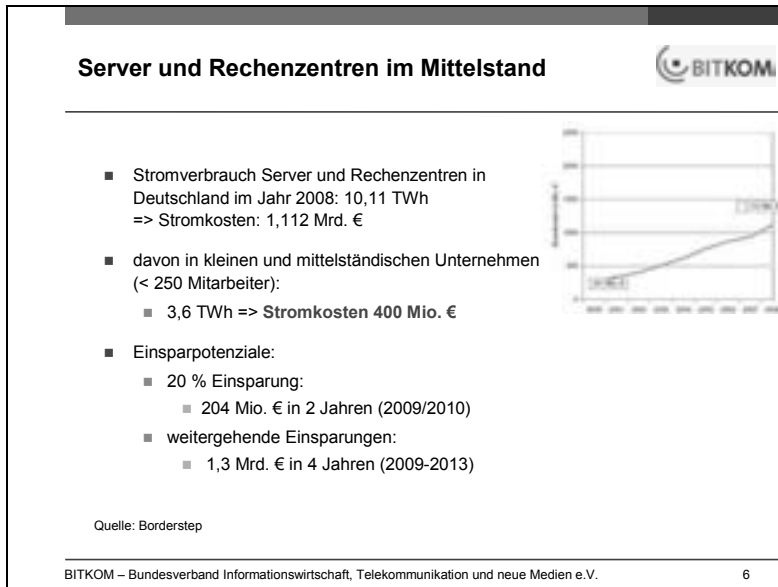 Server und Rechenzentren im Mittelstand
BITKOM
Stromverbrauch Server und Rechenzentren in
Deutschland im Jahr 2008: 10,11 TWh
=> Stromkosten: 1,112 Mrd. €
davon in kleinen und mittelständischen Unternehmen
(< 250 Mitarbeiter):
3,6 TWh => Stromkosten 400 Mio. €
Einsparpotenziale:
20 % Einsparung:
204 Mio. € in 2 Jahren (2009/2010)
weitergehende Einsparungen:
1,3 Mrd. € in 4 Jahren (2009-2013)
Quelle: Borderstep
BITKOM – Bundesverband Informationswirtschaft, Telekommunikation und neue Medien e.V. 6